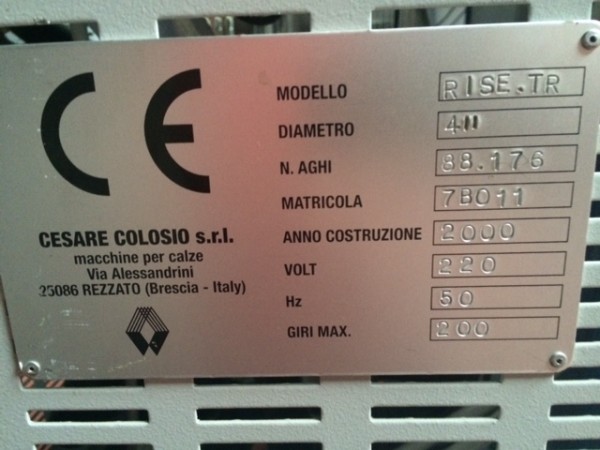 CE
CESARE COLOSIO s.r.l.
macchine per calze
Via Alessandrini
25086 REZZATO (Brescia - Italy)
MODELLO RISE.TR
DIAMETRO 4"
N. AGHI 88.176
MATRICOLA 7B011
ANNO COSTRUZIONE 2000
VOLT 220
Hz 50
GIRI MAX. 200